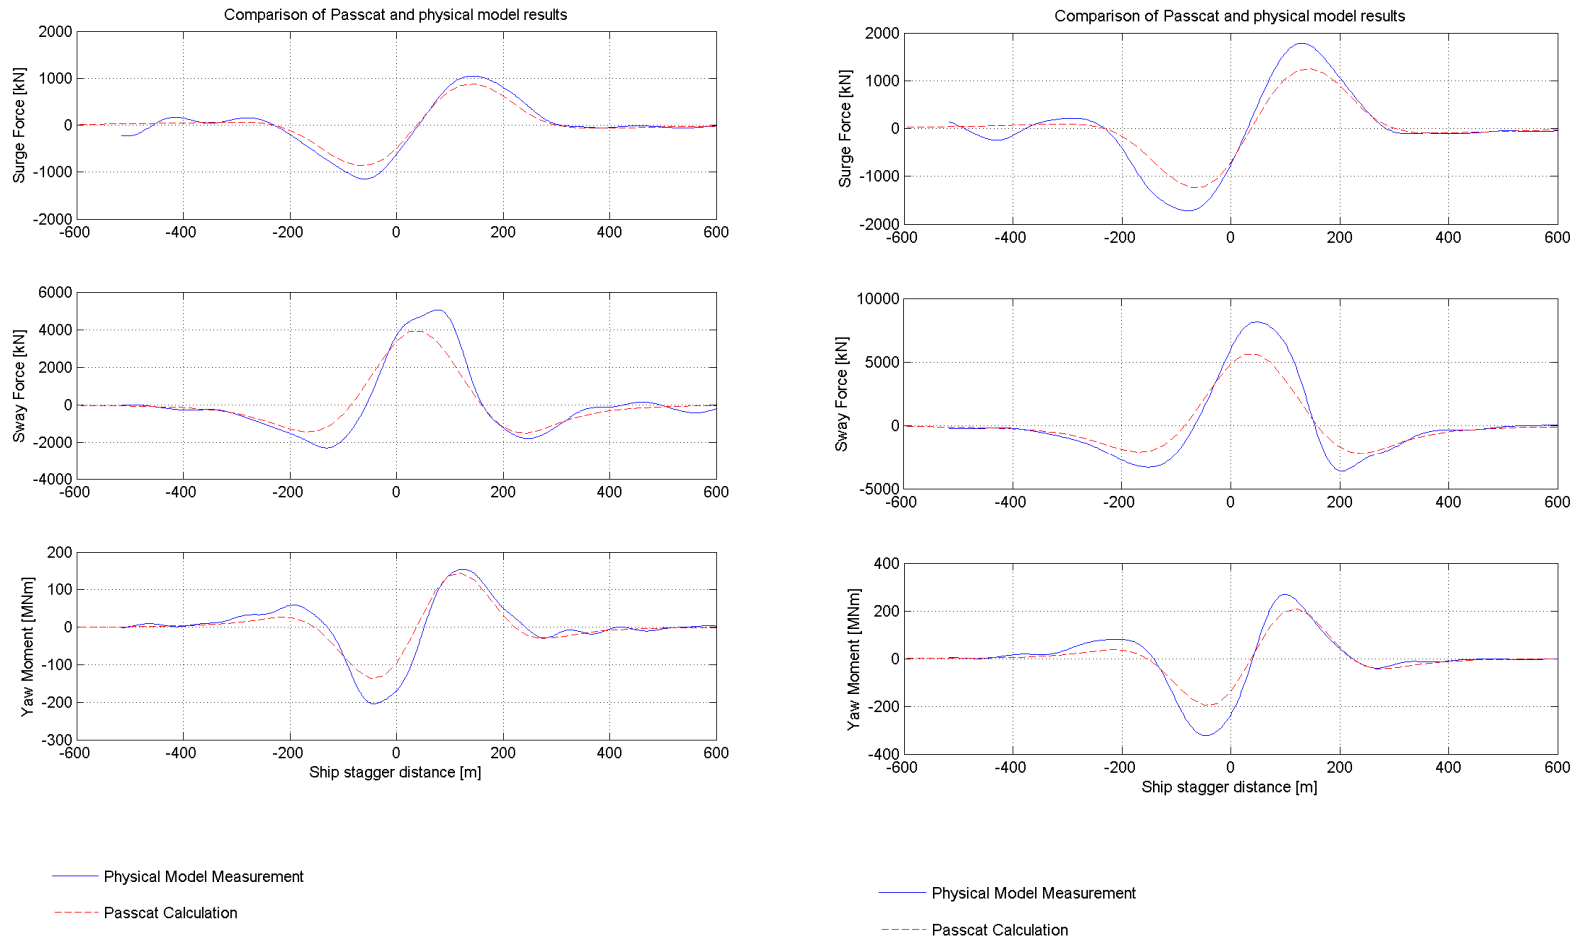 Comparison of Passcat and physical model results
2000
1000
0
-1000
-2000
Surge Force [kN]
-600 -400 -200 0 200 400 600
6000
4000
2000
0
-2000
-4000
Sway Force [kN]
-600 -400 -200 0 200 400 600
200
100
0
-100
-200
-300
Yaw Moment [MNm]
-600 -400 -200 0 200 400 600
Ship stagger distance [m]
Physical Model Measurement
Passcat Calculation
Comparison of Passcat and physical model results
2000
1000
0
-1000
-2000
Surge Force [kN]
-600 -400 -200 0 200 400 600
10000
5000
0
-5000
Sway Force [kN]
-600 -400 -200 0 200 400 600
400
200
0
-200
-400
Yaw Moment [MNm]
-600 -400 -200 0 200 400 600
Ship stagger distance [m]
Physical Model Measurement
Passcat Calculation